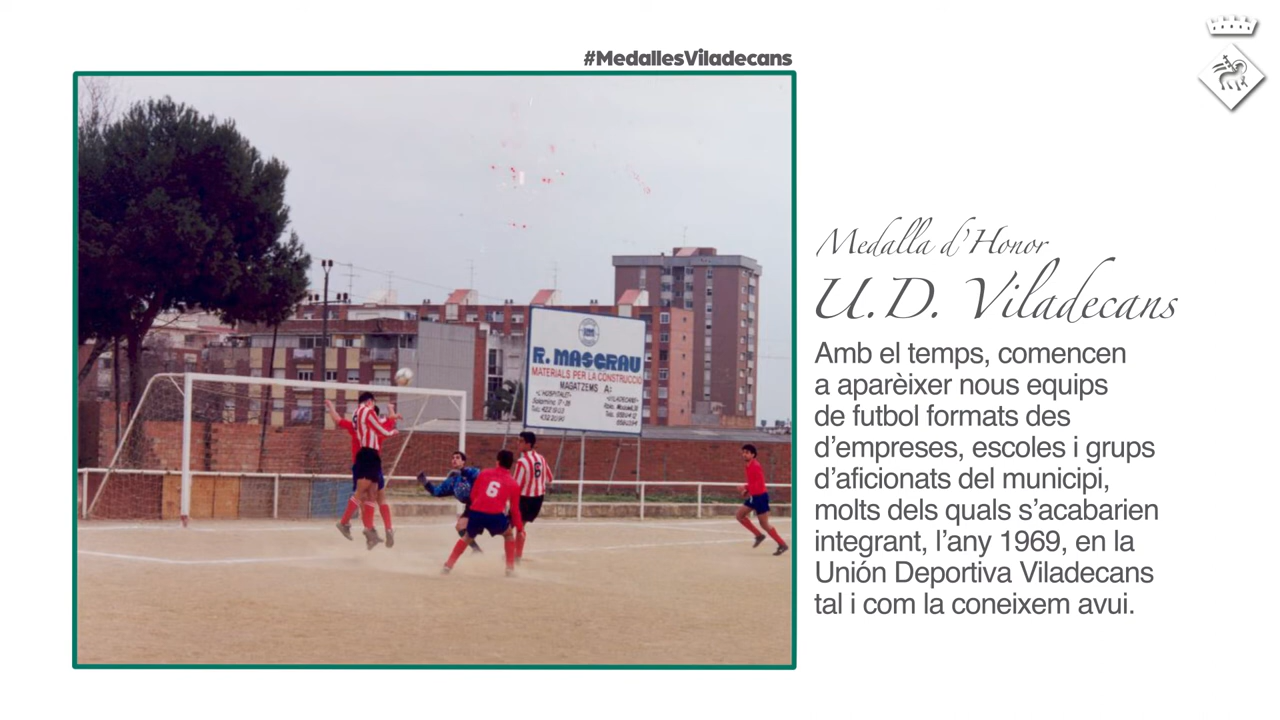 #MedallesViladecans
R. MASGRAU
MATERIALS PER LA CONSTRUCCIÓ
MAGATZEMS A:
6
6
Medalla d'Honor
U.D. Viladecans
Amb el temps, comencen
a aparèixer nous equips
de futbol formats des
d’empreses, escoles i grups
d’aficionats del municipi,
molts dels quals s’acabarien
integrant, l’any 1969, en la
Unión Deportiva Viladecans
tal i com la coneixem avui.